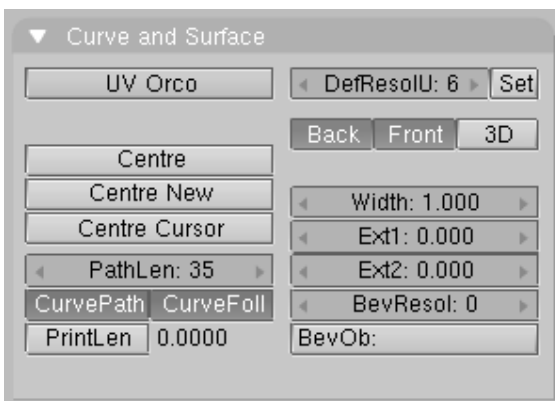 Curve and Surface
UV Orco
DefResolU: 6 Set
Back Front 3D
Centre
Centre New
Centre Cursor
PathLen: 35
CurvePath CurveFoll
PrintLen 0.0000
Width: 1.000
Ext1: 0.000
Ext2: 0.000
BevResol: 0
BevOb: